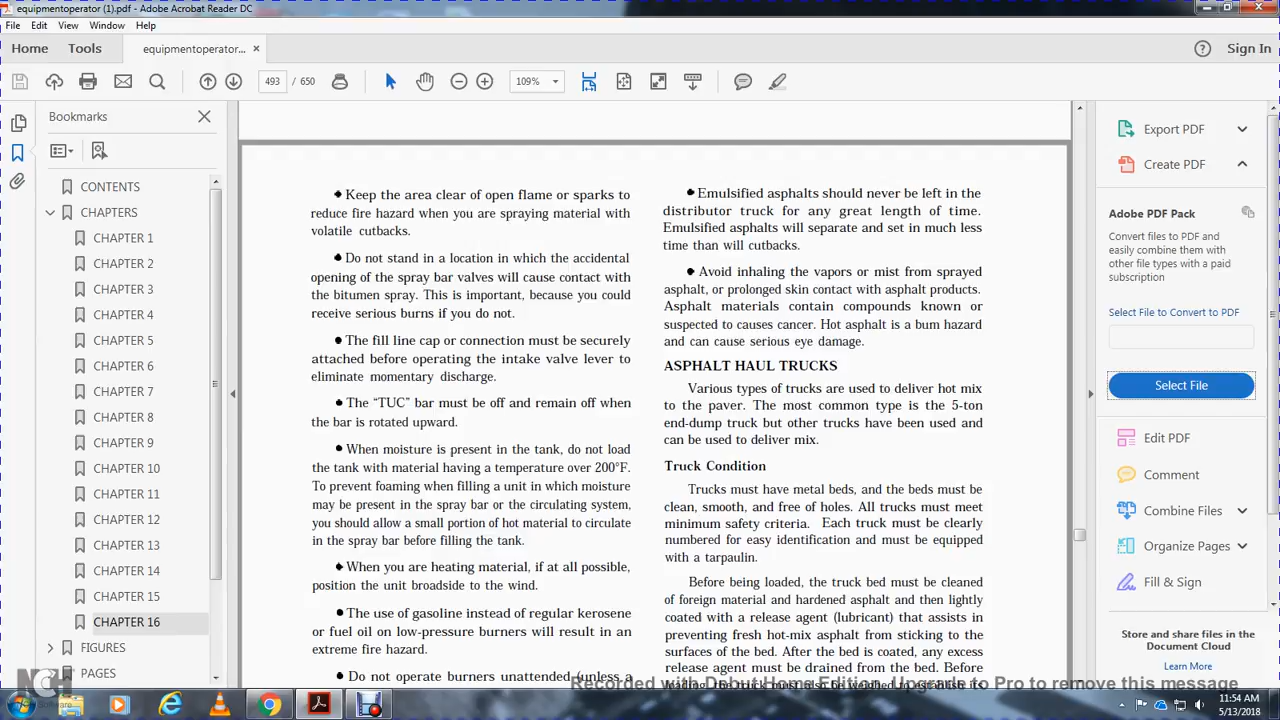 equipmentoperator (1).pdf - Adobe Acrobat Reader DC
File Edit View Window Help
Home Tools equipmentoperator... × Sign In
493 / 650 109%
Bookmarks
CONTENTS
CHAPTERS
CHAPTER 1
CHAPTER 2
CHAPTER 3
CHAPTER 4
CHAPTER 5
CHAPTER 6
CHAPTER 7
CHAPTER 8
CHAPTER 9
CHAPTER 10
CHAPTER 11
CHAPTER 12
CHAPTER 13
CHAPTER 14
CHAPTER 15
CHAPTER 16
FIGURES
PAGES
● Keep the area clear of open flame or sparks to
reduce fire hazard when you are spraying material with
volatile cutbacks.
● Do not stand in a location in which the accidental
opening of the spray bar valves will cause contact with
the bitumen spray. This is important, because you could
receive serious burns if you do not.
● The fill line cap or connection must be securely
attached before operating the intake valve lever to
eliminate momentary discharge.
● The “TUC” bar must be off and remain off when
the bar is rotated upward.
● When moisture is present in the tank, do not load
the tank with material having a temperature over 200°F.
To prevent foaming when filling a unit in which moisture
may be present in the spray bar or the circulating system,
you should allow a small portion of hot material to circulate
in the spray bar before filling the tank.
● When you are heating material, if at all possible,
position the unit broadside to the wind.
● The use of gasoline instead of regular kerosene
or fuel oil on low-pressure burners will result in an
extreme fire hazard.
● Do not operate burners unattended (unless a
● Emulsified asphalts should never be left in the
distributor truck for any great length of time.
Emulsified asphalts will separate and set in much less
time than will cutbacks.
● Avoid inhaling the vapors or mist from sprayed
asphalt, or prolonged skin contact with asphalt products.
Asphalt materials contain compounds known or
suspected to causes cancer. Hot asphalt is a bum hazard
and can cause serious eye damage.
ASPHALT HAUL TRUCKS
Various types of trucks are used to deliver hot mix
to the paver. The most common type is the 5-ton
end-dump truck but other trucks have been used and
can be used to deliver mix.
Truck Condition
Trucks must have metal beds, and the beds must be
clean, smooth, and free of holes. All trucks must meet
minimum safety criteria. Each truck must be clearly
numbered for easy identification and must be equipped
with a tarpaulin.
Before being loaded, the truck bed must be cleaned
of foreign material and hardened asphalt and then lightly
coated with a release agent (lubricant) that assists in
preventing fresh hot-mix asphalt from sticking to the
surfaces of the bed. After the bed is coated, any excess
release agent must be drained from the bed. Before
loading, the truck must also be weighed to establish its
Export PDF
Create PDF
Adobe PDF Pack
Convert files to PDF and
easily combine them with
other file types with a paid
subscription
Select File to Convert to PDF
Select File
Edit PDF
Comment
Combine Files
Organize Pages
Fill & Sign
Store and share files in the
Document Cloud
Learn More
Recorded with Debut Home Edition. Upgrade to Pro to remove this message
NCH Software
11:54 AM
5/13/2018